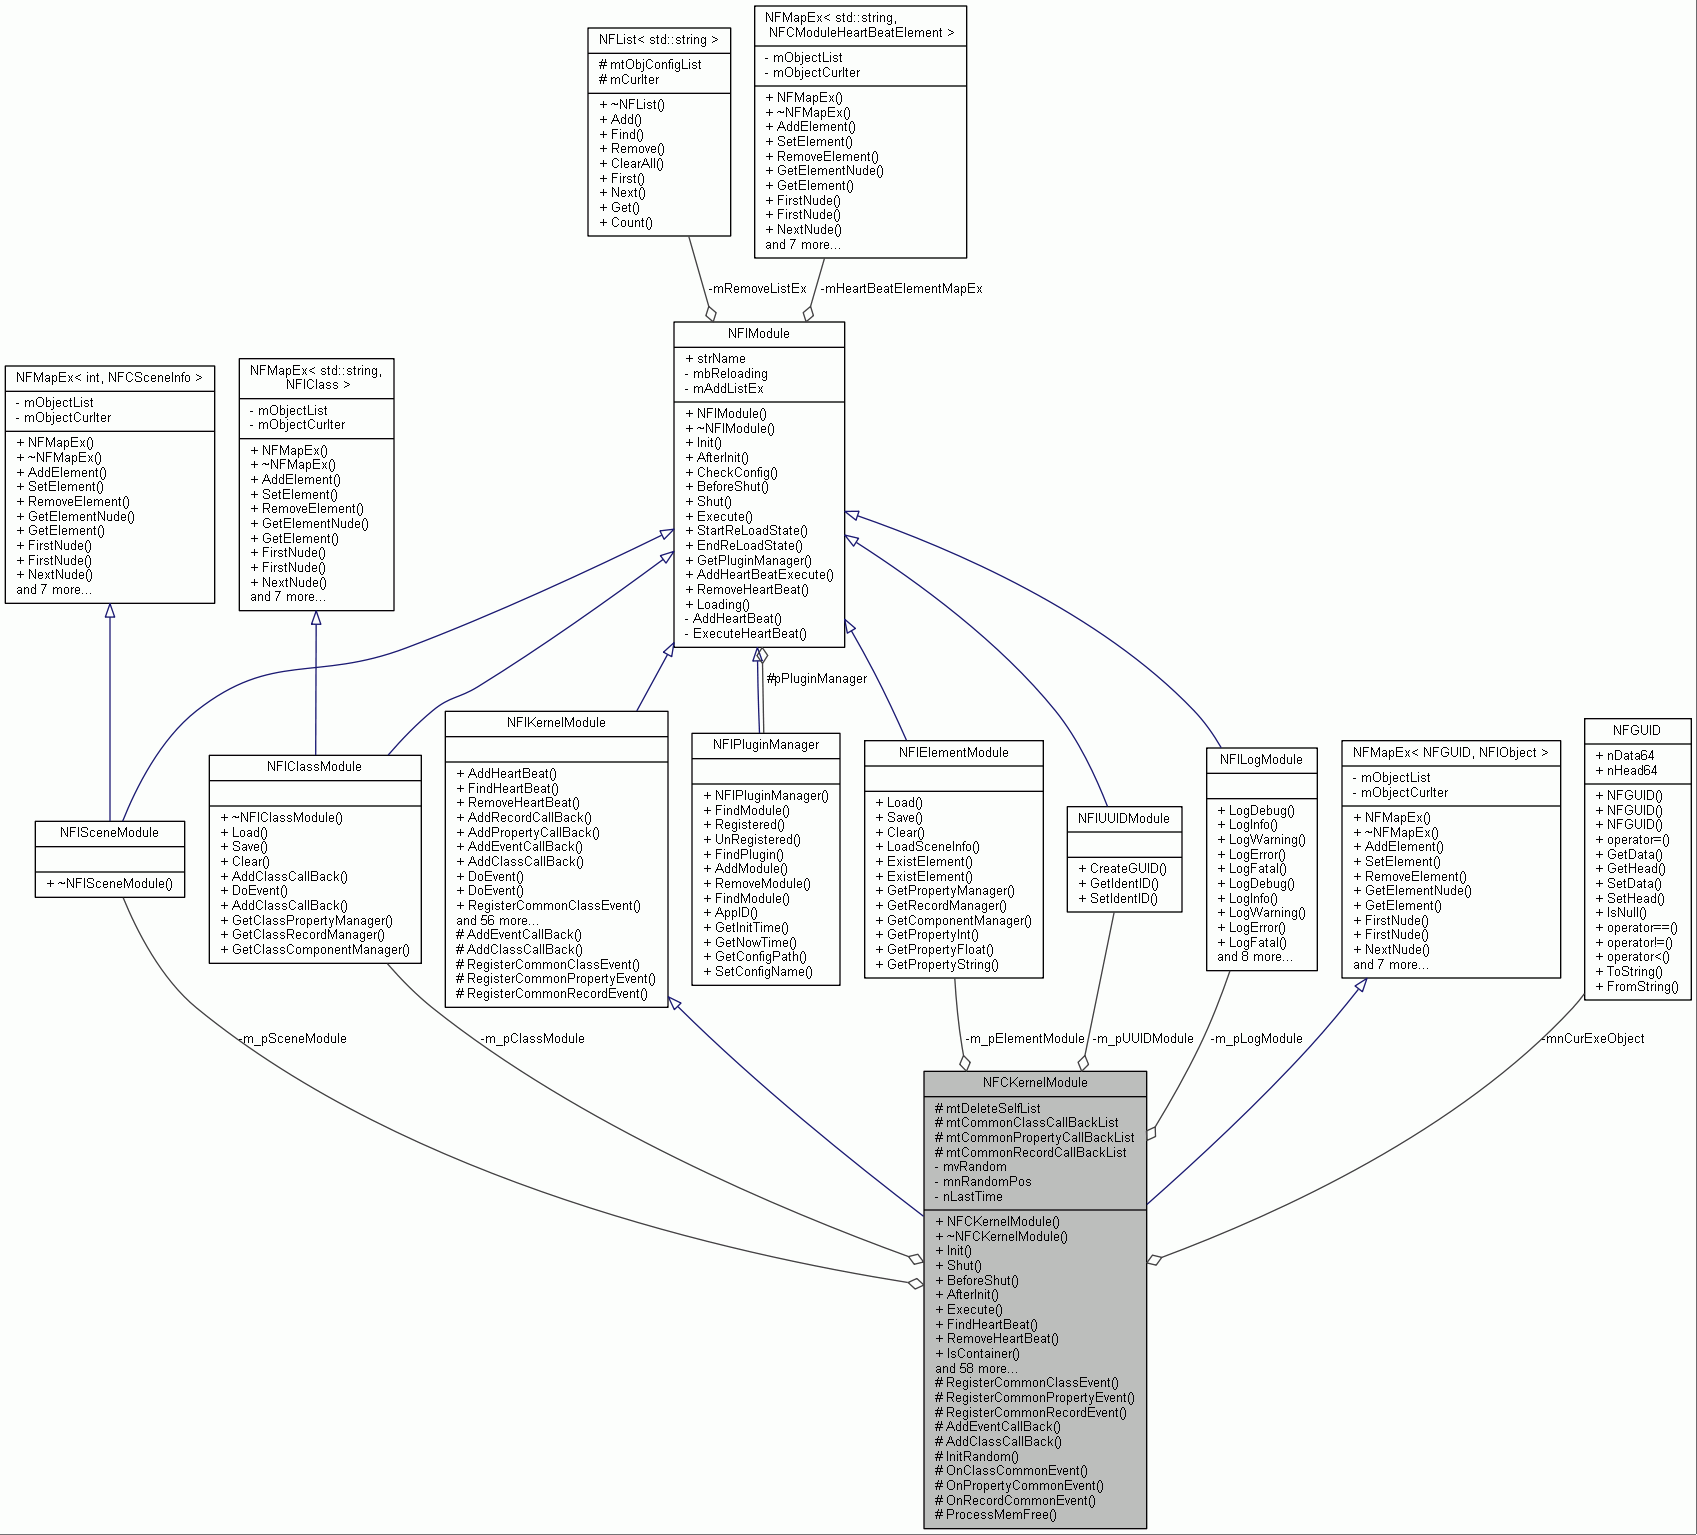 NFList< std::string >
# mtObjConfigList
# mCurIter
+ ~NFList()
+ Add()
+ Find()
+ Remove()
+ ClearAll()
+ First()
+ Next()
+ Get()
+ Count()
NFMapEx< std::string,
NFCModuleHeartBeatElement >
- mObjectList
- mObjectCurIter
+ NFMapEx()
+ ~NFMapEx()
+ AddElement()
+ SetElement()
+ RemoveElement()
+ GetElementNude()
+ GetElement()
+ FirstNude()
+ FirstNude()
+ NextNude()
and 7 more...
-mRemoveListEx
-mHeartBeatElementMapEx
NFIModule
+ strName
- mbReloading
- mAddListEx
+ NFIModule()
+ ~NFIModule()
+ Init()
+ AfterInit()
+ CheckConfig()
+ BeforeShut()
+ Shut()
+ Execute()
+ StartReLoadState()
+ EndReLoadState()
+ GetPluginManager()
+ AddHeartBeatExecute()
+ RemoveHeartBeat()
+ Loading()
- AddHeartBeat()
- ExecuteHeartBeat()
NFMapEx< int, NFCSceneInfo >
- mObjectList
- mObjectCurIter
+ NFMapEx()
+ ~NFMapEx()
+ AddElement()
+ SetElement()
+ RemoveElement()
+ GetElementNude()
+ GetElement()
+ FirstNude()
+ FirstNude()
+ NextNude()
and 7 more...
NFMapEx< std::string,
NFIClass >
- mObjectList
- mObjectCurIter
+ NFMapEx()
+ ~NFMapEx()
+ AddElement()
+ SetElement()
+ RemoveElement()
+ GetElementNude()
+ GetElement()
+ FirstNude()
+ FirstNude()
+ NextNude()
and 7 more...
#pPluginManager
NFISceneModule
+ ~NFISceneModule()
NFIClassModule
+ ~NFIClassModule()
+ Load()
+ Save()
+ Clear()
+ AddClassCallBack()
+ DoEvent()
+ AddClassCallBack()
+ GetClassPropertyManager()
+ GetClassRecordManager()
+ GetClassComponentManager()
NFIKernelModule
+ AddHeartBeat()
+ FindHeartBeat()
+ RemoveHeartBeat()
+ AddRecordCallBack()
+ AddPropertyCallBack()
+ AddEventCallBack()
+ AddClassCallBack()
+ DoEvent()
+ DoEvent()
+ RegisterCommonClassEvent()
and 56 more...
# AddEventCallBack()
# AddClassCallBack()
# RegisterCommonClassEvent()
# RegisterCommonPropertyEvent()
# RegisterCommonRecordEvent()
NFIPluginManager
+ NFIPluginManager()
+ FindModule()
+ Registered()
+ UnRegistered()
+ FindPlugin()
+ AddModule()
+ RemoveModule()
+ FindModule()
+ AppID()
+ GetInitTime()
+ GetNowTime()
+ GetConfigPath()
+ SetConfigName()
NFIElementModule
+ Load()
+ Save()
+ Clear()
+ LoadSceneInfo()
+ ExistElement()
+ ExistElement()
+ GetPropertyManager()
+ GetRecordManager()
+ GetComponentManager()
+ GetPropertyInt()
+ GetPropertyFloat()
+ GetPropertyString()
NFIUUIDModule
+ CreateGUID()
+ GetIdentID()
+ SetIdentID()
NFILogModule
+ LogDebug()
+ LogInfo()
+ LogWarning()
+ LogError()
+ LogFatal()
+ LogDebug()
+ LogInfo()
+ LogWarning()
+ LogError()
+ LogFatal()
and 8 more...
NFMapEx< NFGUID, NFIObject >
- mObjectList
- mObjectCurIter
+ NFMapEx()
+ ~NFMapEx()
+ AddElement()
+ SetElement()
+ RemoveElement()
+ GetElementNude()
+ GetElement()
+ FirstNude()
+ FirstNude()
+ NextNude()
and 7 more...
NFGUID
+ nData64
+ nHead64
+ NFGUID()
+ NFGUID()
+ NFGUID()
+ operator=()
+ GetData()
+ GetHead()
+ SetData()
+ SetHead()
+ IsNull()
+ operator==()
+ operator!=()
+ operator<()
+ ToString()
+ FromString()
-m_pSceneModule
-m_pClassModule
-m_pElementModule
-m_pUUIDModule
-m_pLogModule
-mnCurExeObject
NFCKernelModule
# mtDeleteSelfList
# mtCommonClassCallBackList
# mtCommonPropertyCallBackList
# mtCommonRecordCallBackList
- mvRandom
- mnRandomPos
- nLastTime
+ NFCKernelModule()
+ ~NFCKernelModule()
+ Init()
+ Shut()
+ BeforeShut()
+ AfterInit()
+ Execute()
+ FindHeartBeat()
+ RemoveHeartBeat()
+ IsContainer()
and 58 more...
# RegisterCommonClassEvent()
# RegisterCommonPropertyEvent()
# RegisterCommonRecordEvent()
# AddEventCallBack()
# AddClassCallBack()
# InitRandom()
# OnClassCommonEvent()
# OnPropertyCommonEvent()
# OnRecordCommonEvent()
# ProcessMemFree()